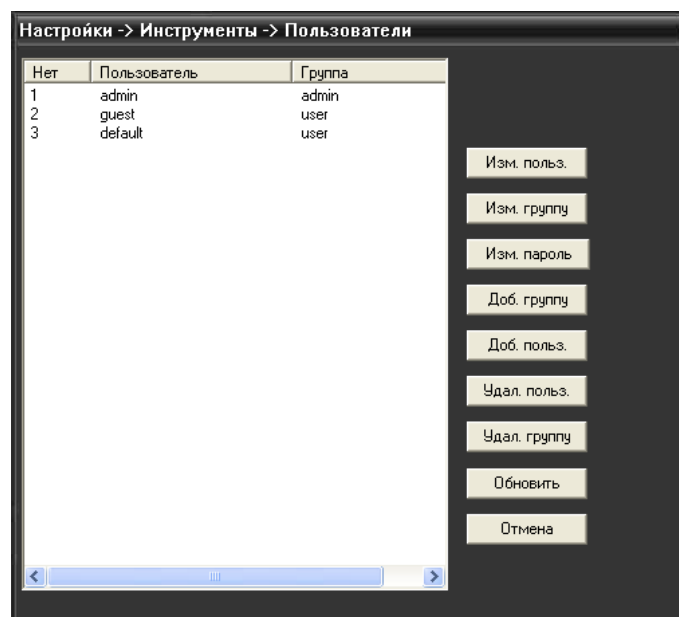 Настройки -> Инструменты -> Пользователи
Нет Пользователь Группа
1 admin admin
2 guest user
3 default user
Изм. польз.
Изм. группу
Изм. пароль
Доб. группу
Доб. польз.
Удал. польз.
Удал. группу
Обновить
Отмена